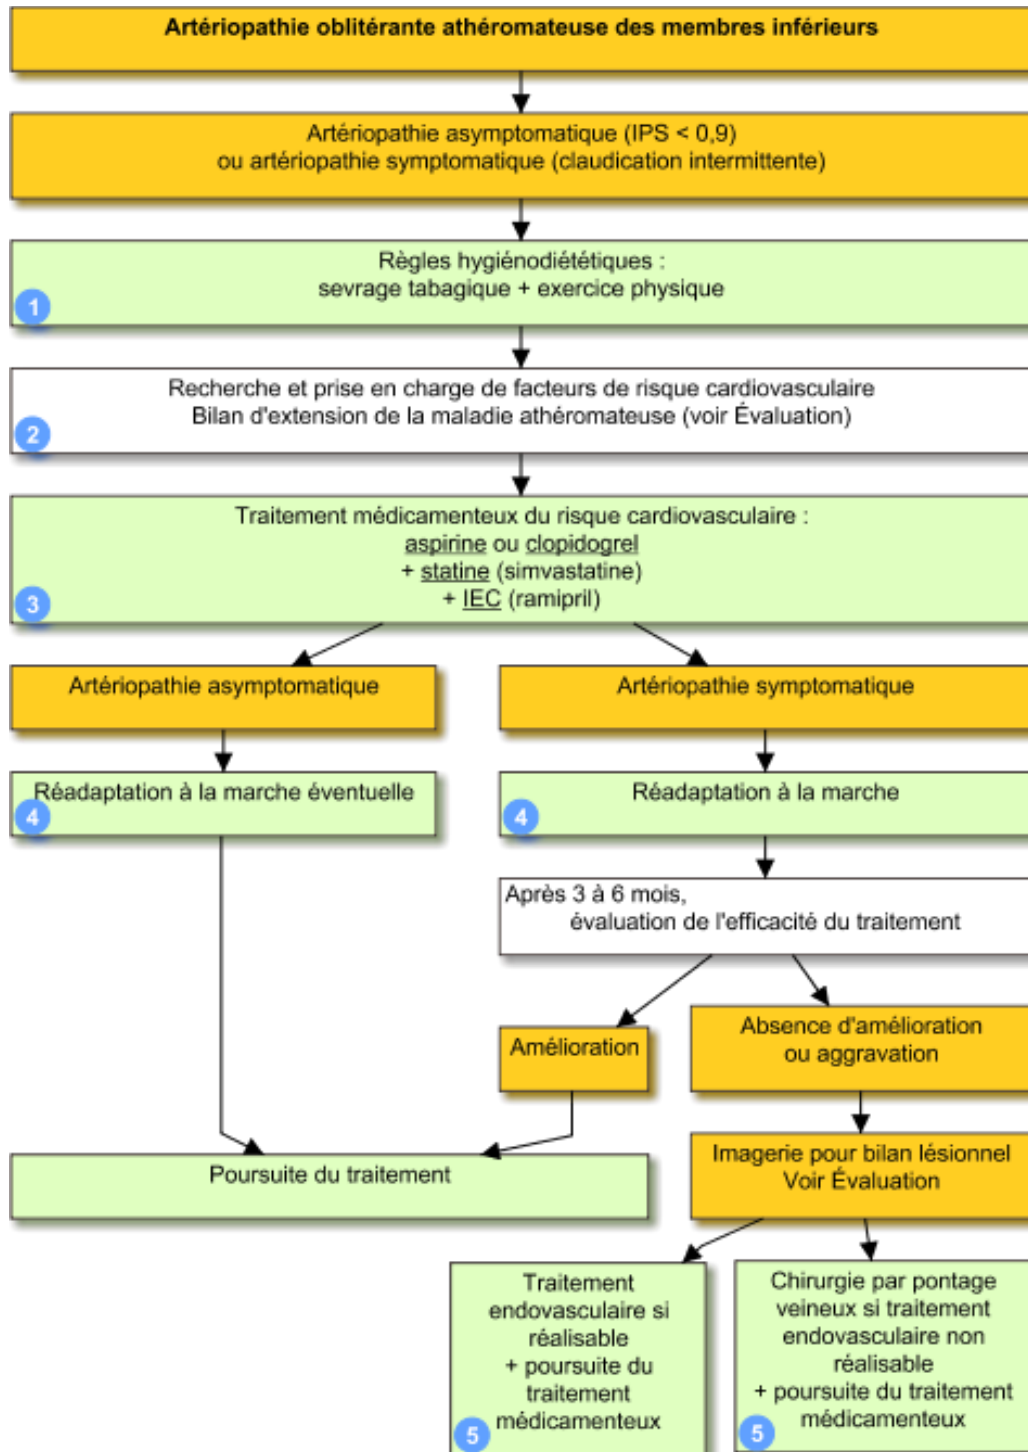 Artériopathie oblitérante athéromateuse des membres inférieurs
Artériopathie asymptomatique (IPS < 0,9)
ou artériopathie symptomatique (claudication intermittente)
Règles hygiénodiététiques :
sevrage tabagique + exercice physique
1
Recherche et prise en charge de facteurs de risque cardiovasculaire
Bilan d'extension de la maladie athéromateuse (voir Évaluation)
2
Traitement médicamenteux du risque cardiovasculaire :
aspirine ou clopidogrel
+ statine (simvastatine)
+ IEC (ramipril)
3
Artériopathie asymptomatique
Artériopathie symptomatique
Réadaptation à la marche éventuelle
4
Réadaptation à la marche
4
Après 3 à 6 mois,
évaluation de l'efficacité du traitement
Amélioration
Absence d'amélioration
ou aggravation
Poursuite du traitement
Imagerie pour bilan lésionnel
Voir Évaluation
Traitement
endovasculaire si
réalisable
+ poursuite du
traitement
médicamenteux
5
Chirurgie par pontage
veineux si traitement
endovasculaire non
réalisable
+ poursuite du traitement
médicamenteux
5